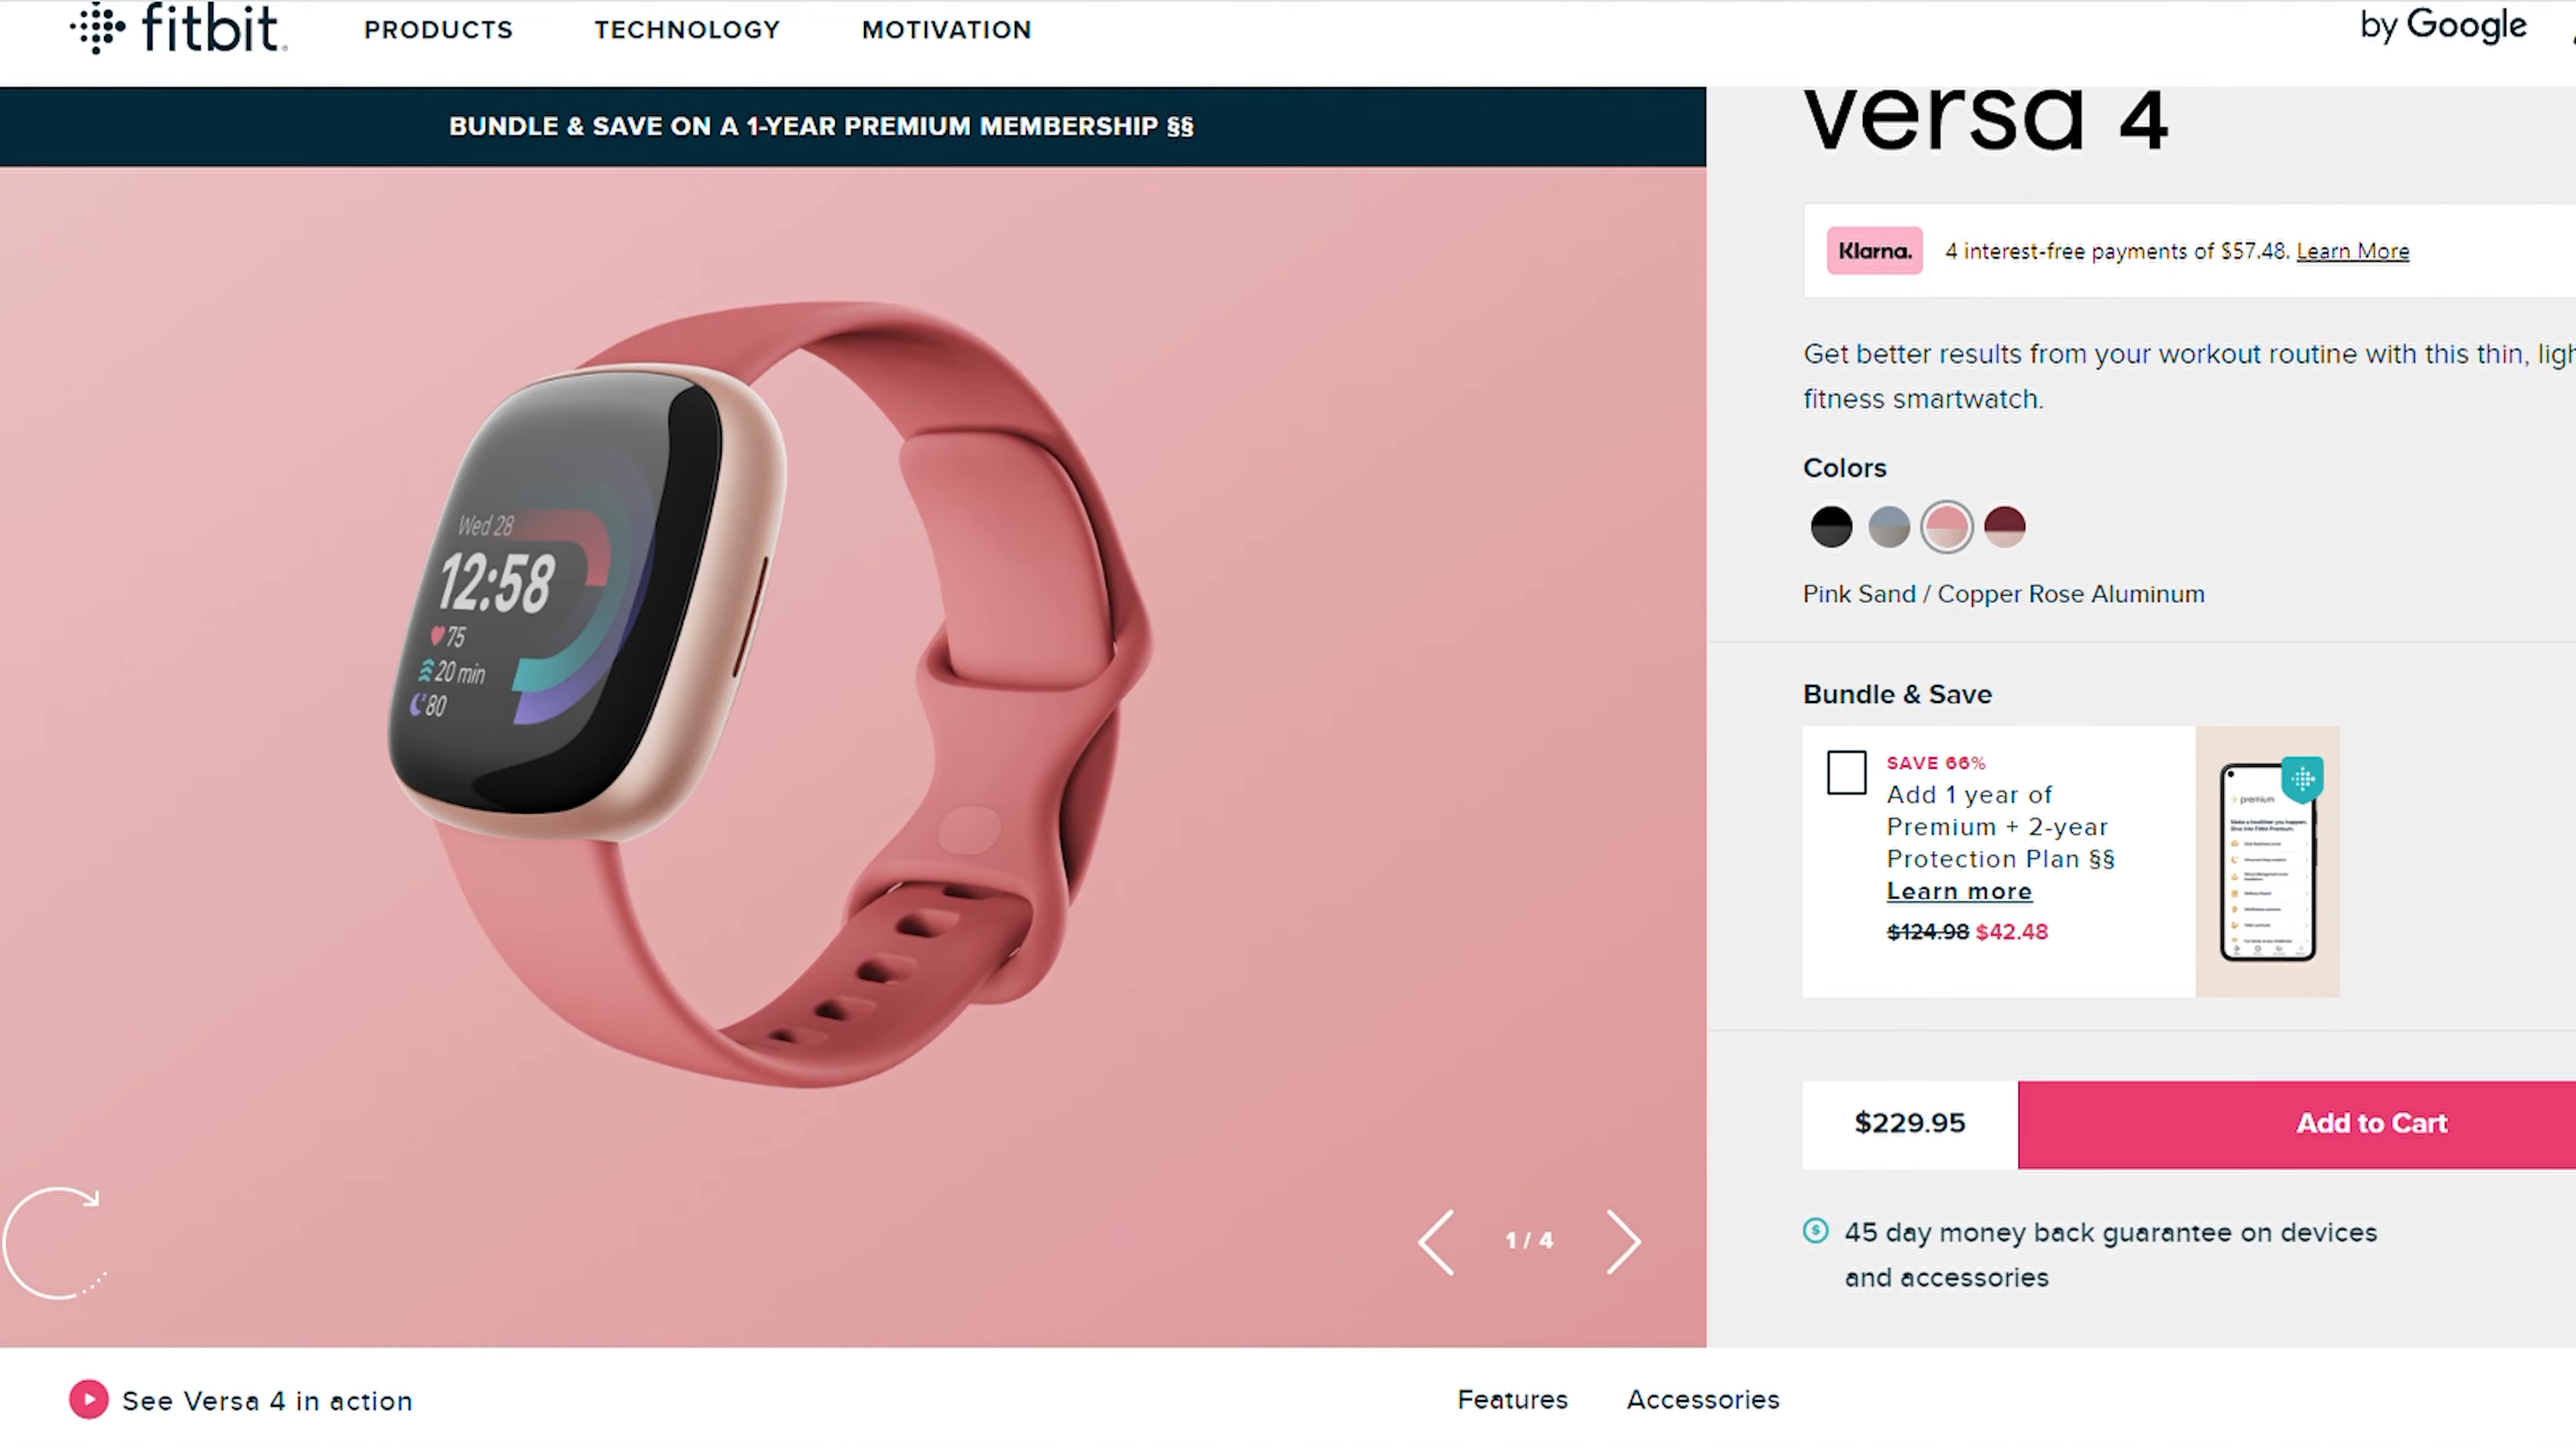 fitbit
PRODUCTS
TECHNOLOGY
MOTIVATION
by Google
BUNDLE & SAVE ON A 1-YEAR PREMIUM MEMBERSHIP §§
versa 4
Klarna.
4 interest-free payments of $57.48. Learn More
Get better results from your workout routine with this thin,
fitness smartwatch.
Colors
Pink Sand / Copper Rose Aluminum
Wed 28
12:58
75
20 min
80
Bundle & Save
SAVE 66%
Add 1 year of
Premium + 2-year
Protection Plan §§
Learn more
$124.98 $42.48
premium
$229.95
Add to Cart
45 day money back guarantee on devices
and accessories
1 / 4
See Versa 4 in action
Features
Accessories